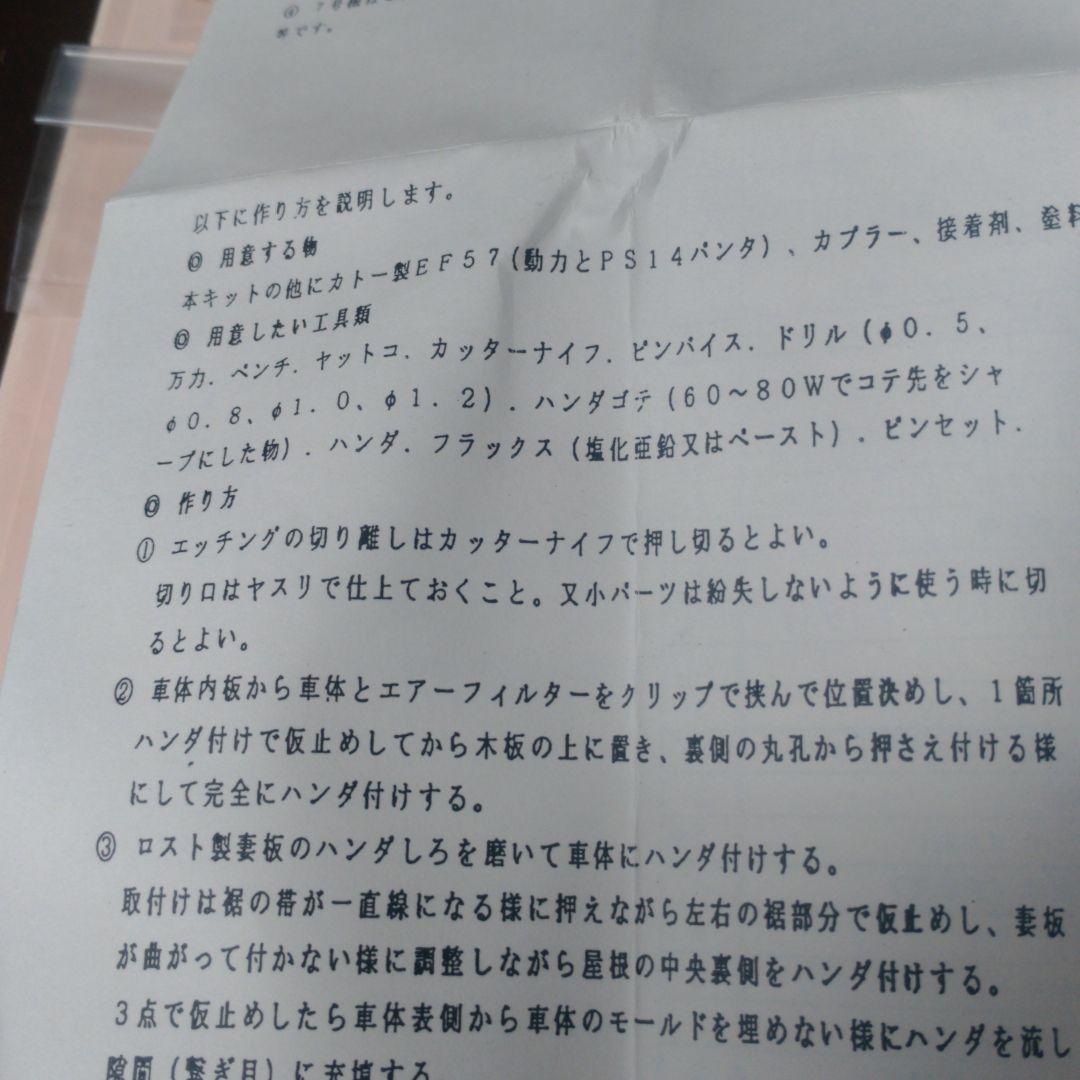 ④ 7号機は
弊です。
以下に作り方を説明します。
◎ 用意する物
本キットの他にカトー製EF57(動力とPS14パンタ)、カプラー、接着剤、塗料
◎ 用意したい工具類
万力．ペンチ．ヤットコ．カッターナイフ．ピンバイス．ドリル(φ0．5、
φ0．8、φ1．0、φ1．2)．ハンダゴテ(60～80Wでコテ先をシャ
ープにした物)．ハンダ．フラックス(塩化亜鉛又はペースト)．ピンセット．
◎ 作り方
① エッチングの切り離しはカッターナイフで押し切るとよい。
切り口はヤスリで仕上ておくこと。又小パーツは紛失しないように使う時に切
るとよい。
② 車体内板から車体とエアーフィルターをクリップで挟んで位置決めし、1箇所
ハンダ付けで仮止めしてから木板の上に置き、裏側の丸孔から押さえ付ける様
にして完全にハンダ付けする。
③ ロスト製妻板のハンダしろを磨いて車体にハンダ付けする。
取付けは裾の帯が一直線になる様に押えながら左右の裾部分で仮止めし、妻板
が曲がって付かない様に調整しながら屋根の中央裏側をハンダ付けする。
3点で仮止めしたら車体表側から車体のモールドを埋めない様にハンダを流し
隙間(繋ぎ目)に充填する